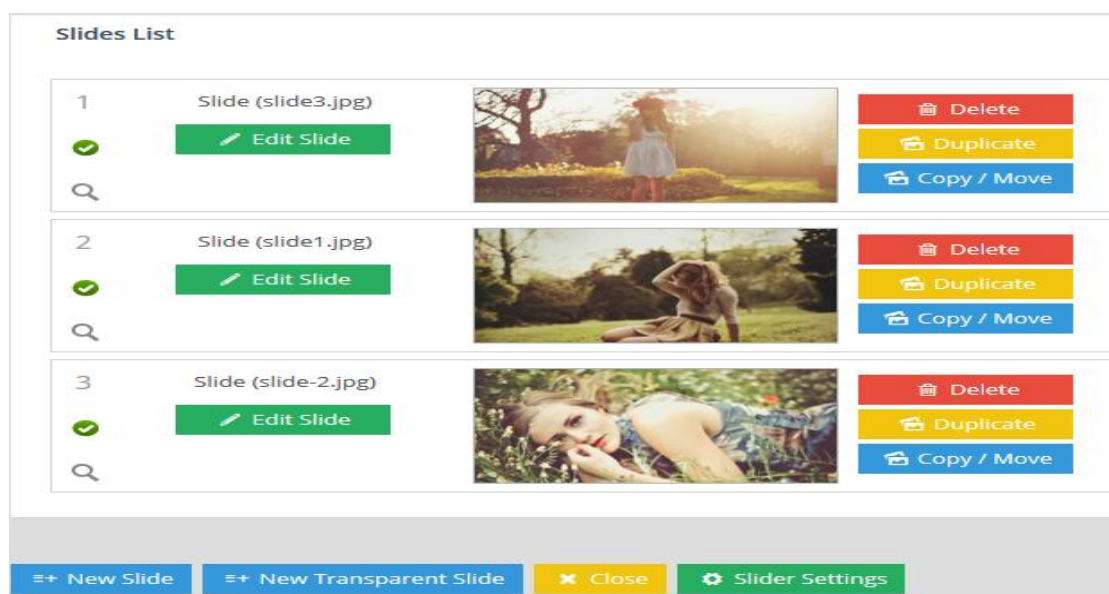 Slides List
1
Slide (slide3.jpg)
Edit Slide
Delete
Duplicate
Copy / Move
2
Slide (slide1.jpg)
Edit Slide
Delete
Duplicate
Copy / Move
3
Slide (slide-2.jpg)
Edit Slide
Delete
Duplicate
Copy / Move
New Slide
New Transparent Slide
Close
Slider Settings